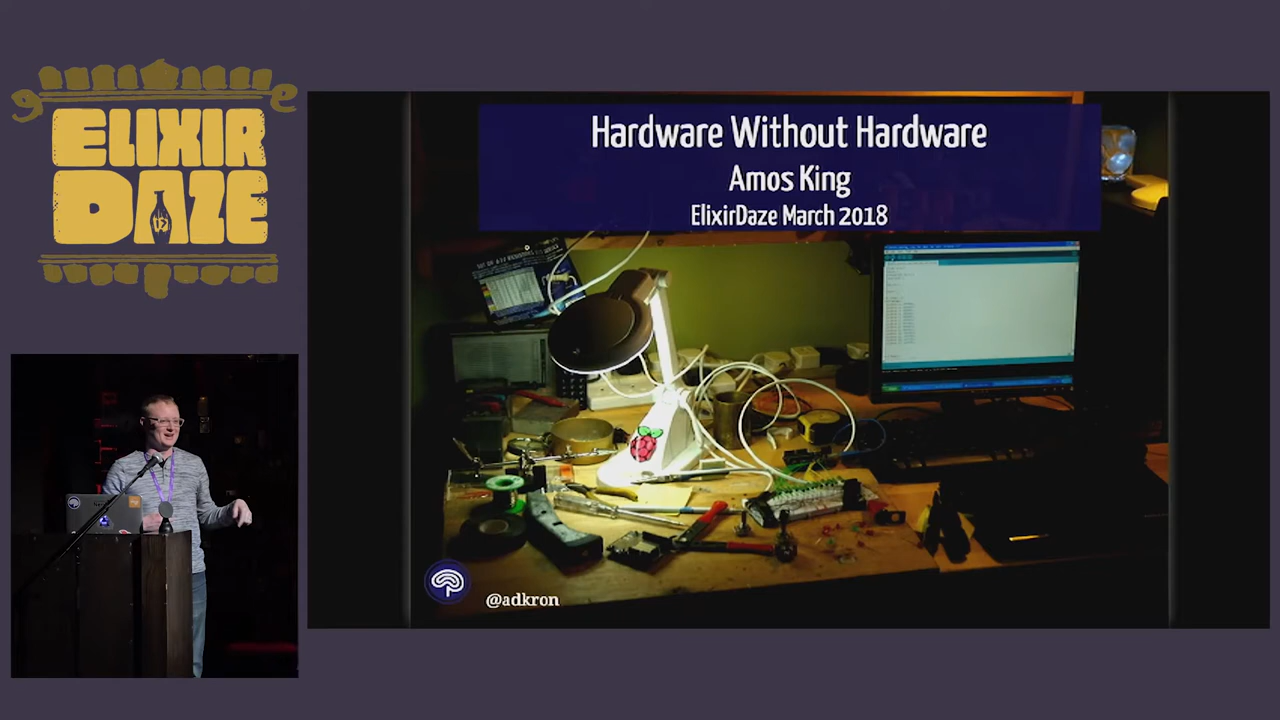 ELIXIR
DAZE
Hardware Without Hardware
Amos King
ElixirDaze March 2018
@adkron